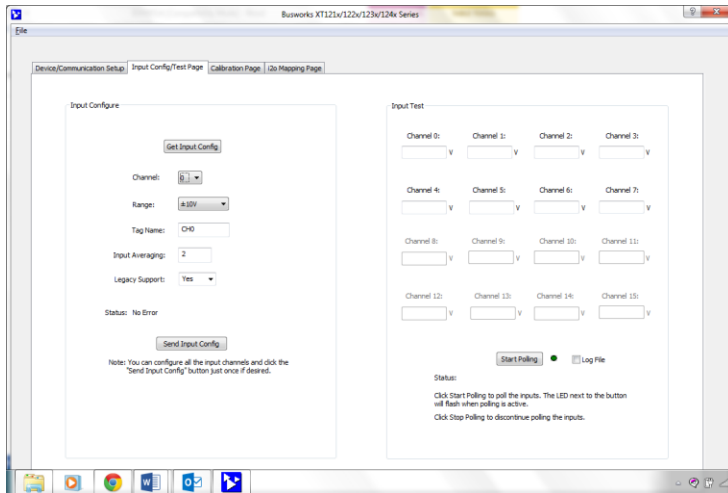 Busworks XT121x/122x/123x/124x Series
File
Device/Communication Setup
Input Config/Test Page
Calibration Page
i2o Mapping Page
Input Configure
Get Input Config
Channel: 0
Range: ±10V
Tag Name: CH0
Input Averaging: 2
Legacy Support: Yes
Status: No Error
Send Input Config
Note: You can configure all the input channels and click the
"Send Input Config" button just once if desired.
Input Test
Channel 0: Channel 1: Channel 2: Channel 3:
V V V V
Channel 4: Channel 5: Channel 6: Channel 7:
V V V V
Channel 8: Channel 9: Channel 10: Channel 11:
V V V V
Channel 12: Channel 13: Channel 14: Channel 15:
V V V V
Start Polling
Log File
Status:
Click Start Polling to poll the inputs. The LED next to the button
will flash when polling is active.
Click Stop Polling to discontinue polling the inputs.